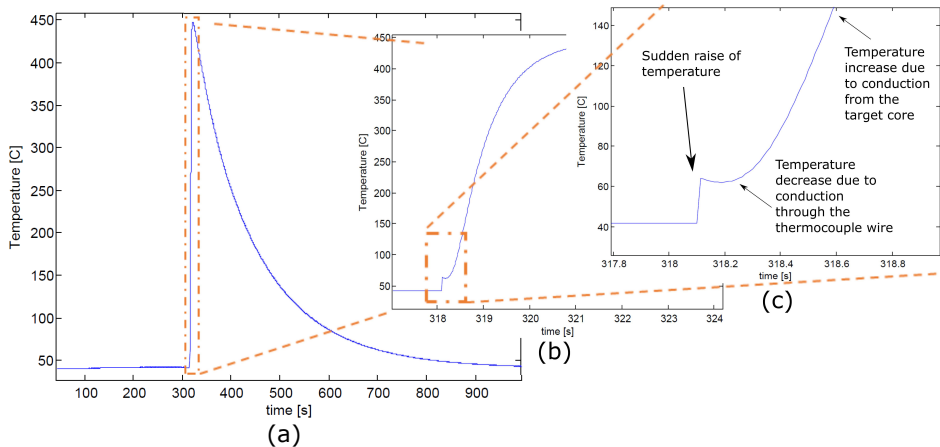 450
400
350
300
250
200
150
100
50
Temperature [C]
100 200 300 400 500 600 700 800 900
time [s]
(a)
450
400
350
300
250
200
150
100
50
Temperature [C]
318 319 320 321 322 323 324
time [s]
(b)
140
120
100
80
60
40
Temperature [C]
Sudden raise of
temperature
Temperature
increase due
to conduction
from the
target core
Temperature
decrease due to
conduction
through the
thermocouple wire
317.8 318 318.2 318.4 318.6 318.8
time [s]
(c)